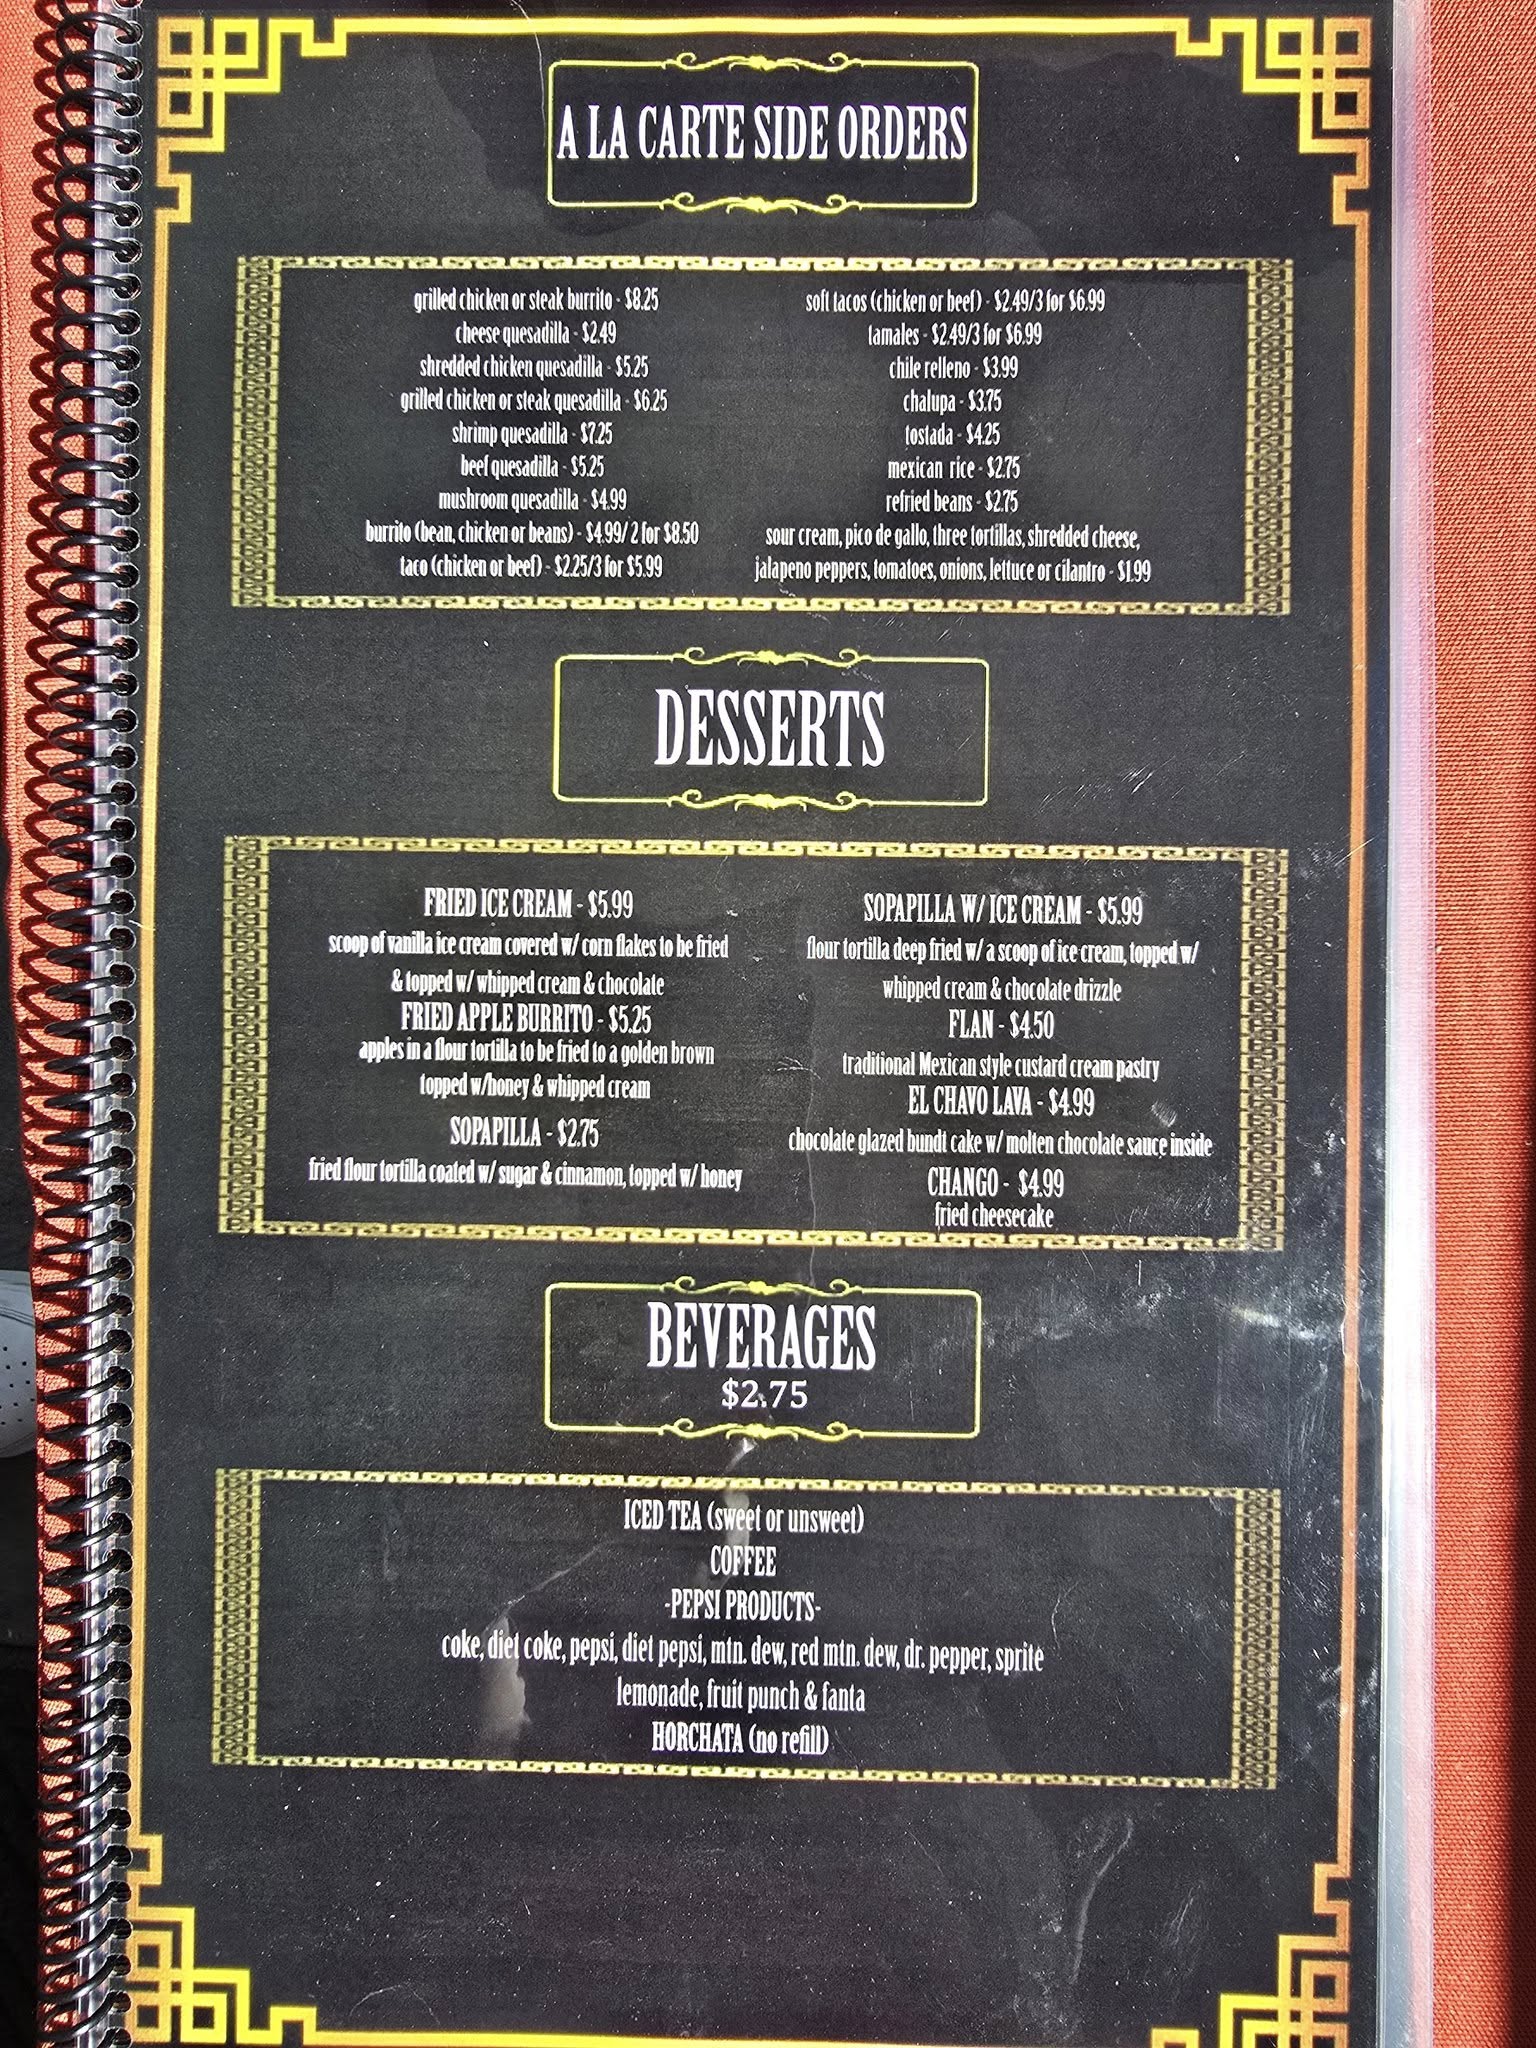 A LA CARTE SIDE ORDERS
grilled chicken or steak burrito - $8.25
cheese quesadilla - $2.49
shredded chicken quesadilla - $5.25
grilled chicken or steak quesadilla - $6.25
shrimp quesadilla - $7.25
beef quesadilla - $5.25
mushroom quesadilla - $4.99
burrito (bean, chicken or beans) - $4.99/ 2 for $8.50
taco (chicken or beef) - $2.25/3 for $5.99
soft tacos (chicken or beef) - $2.49/3 for $6.99
tamales - $2.49/3 for $6.99
chile relleno - $3.99
chalupa - $3.75
tostada - $4.25
mexican rice - $2.75
refried beans - $2.75
sour cream, pico de gallo, three tortillas, shredded cheese,
jalapeno peppers, tomatoes, onions, lettuce or cilantro - $1.99
DESSERTS
FRIED ICE CREAM - $5.99
scoop of vanilla ice cream covered w/ corn flakes to be fried
& topped w/ whipped cream & chocolate
FRIED APPLE BURRITO - $5.25
apples in a flour tortilla to be fried to a golden brown
topped w/honey & whipped cream
SOPAPILLA - $2.75
fried flour tortilla coated w/ sugar & cinnamon, topped w/ honey
SOPAPILLA W/ ICE CREAM - $5.99
flour tortilla deep fried w/ a scoop of ice cream, topped w/
whipped cream & chocolate drizzle
FLAN - $4.50
traditional Mexican style custard cream pastry
EL CHAVO LAVA - $4.99
chocolate glazed bundt cake w/ molten chocolate sauce inside
CHANGO - $4.99
fried cheesecake
BEVERAGES
$2.75
ICED TEA (sweet or unsweet)
COFFEE
-PEPSI PRODUCTS-
coke, diet coke, pepsi, diet pepsi, mtn. dew, red mtn. dew, dr. pepper, sprite
lemonade, fruit punch & fanta
HORCHATA (no refill)